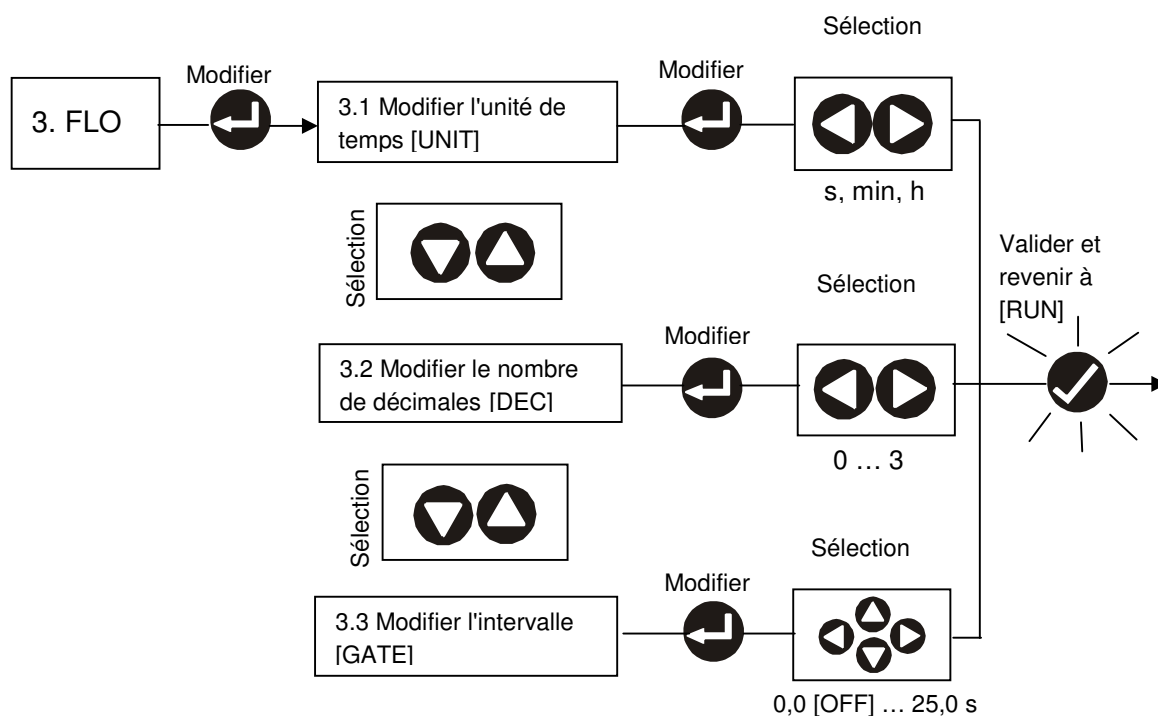 Sélection
Modifier
Modifier
3. FLO
3.1 Modifier l'unité de
temps [UNIT]
s, min, h
Sélection
Valider et
revenir à
[RUN]
Sélection
Modifier
3.2 Modifier le nombre
de décimales [DEC]
0 … 3
Sélection
Sélection
Modifier
3.3 Modifier l'intervalle
[GATE]
0,0 [OFF] … 25,0 s